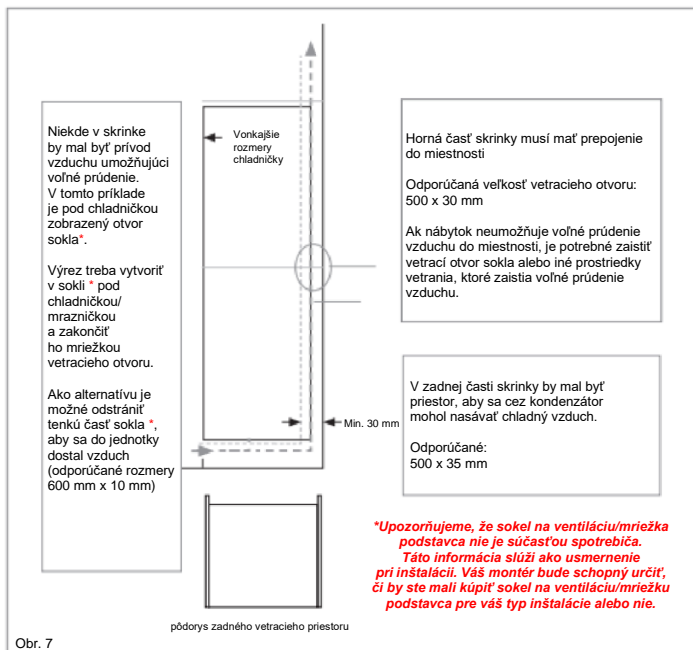 Niekde v skrinke
by mal byť prívod
vzduchu umožňujúci
voľné prúdenie.
V tomto príklade
je pod chladničkou
zobrazený otvor
sokla*.
Výrez treba vytvoriť
v sokli * pod
chladničkou/
mrazničkou
a zakončiť
ho mriežkou
vetracieho otvoru.
Ako alternatívu je
možné odstrániť
tenkú časť sokla *,
aby sa do jednotky
dostal vzduch
(odporúčané rozmery
600 mm x 10 mm)
Vonkajšie
rozmery
chladničky
Min. 30 mm
Horná časť skrinky musí mať prepojenie
do miestnosti
Odporúčaná veľkosť vetracieho otvoru:
500 x 30 mm
Ak nábytok neumožňuje voľné prúdenie
vzduchu do miestnosti, je potrebné zaistiť
vetrací otvor sokla alebo iné prostriedky
vetrania, ktoré zaistia voľné prúdenie
vzduchu.
V zadnej časti skrinky by mal byť
priestor, aby sa cez kondenzátor
mohol nasávať chladný vzduch.
Odporúčané:
500 x 35 mm
*Upozorňujeme, že sokel na ventiláciu/mriežka
podstavca nie je súčasťou spotrebiča.
Táto informácia slúži ako usmernenie
pri inštalácii. Váš montér bude schopný určiť,
či by ste mali kúpiť sokel na ventiláciu/mriežku
podstavca pre váš typ inštalácie alebo nie.
pôdorys zadného vetracieho priestoru
Obr. 7